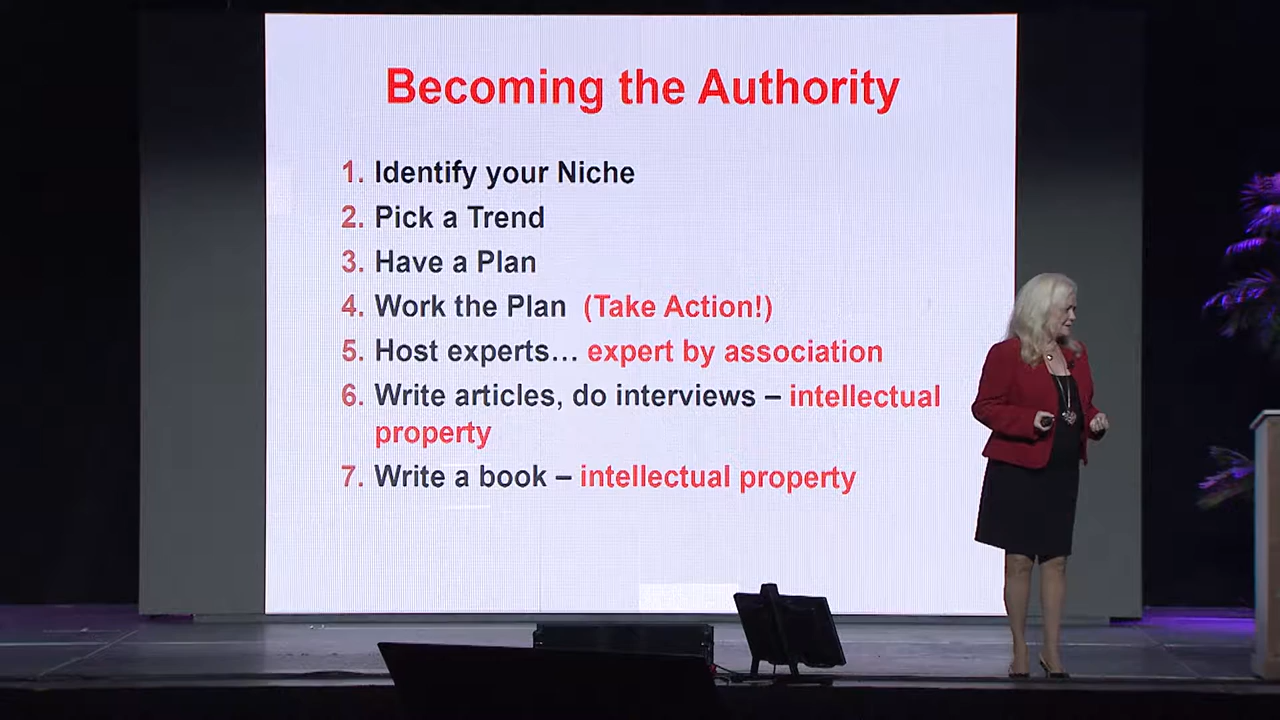 Becoming the Authority
1. Identify your Niche
2. Pick a Trend
3. Have a Plan
4. Work the Plan (Take Action!)
5. Host experts... expert by association
6. Write articles, do interviews – intellectual
property
7. Write a book – intellectual property